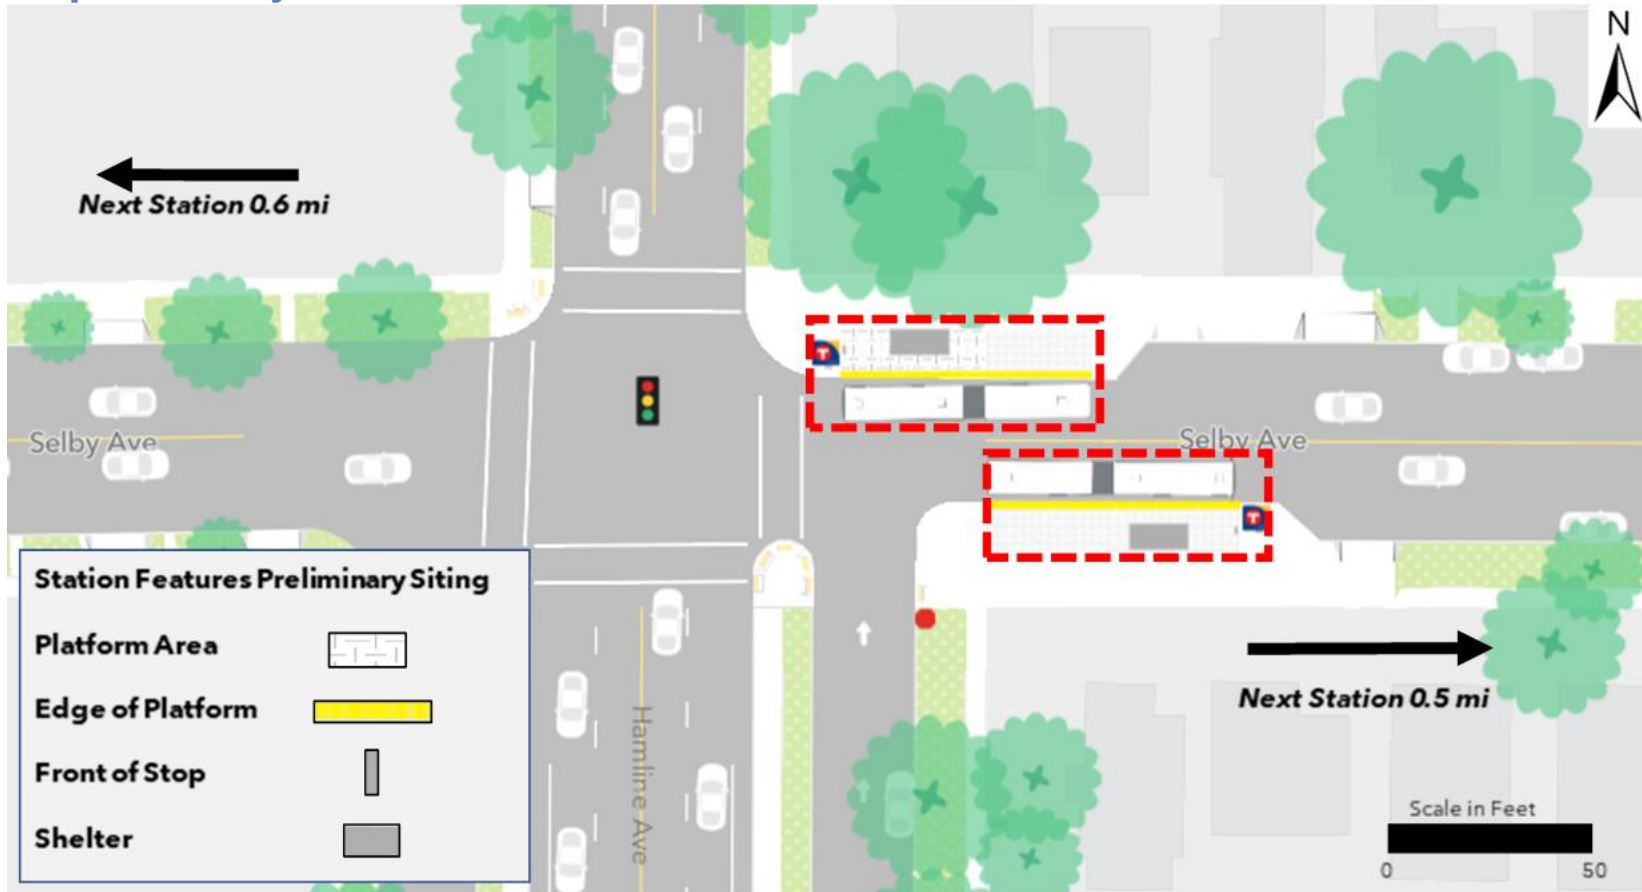 N
Next Station 0.6 mi
Selby Ave
Selby Ave
T
T
Station Features Preliminary Siting
Platform Area
Edge of Platform
Front of Stop
Shelter
Hamline Ave
Next Station 0.5 mi
Scale in Feet
0 50